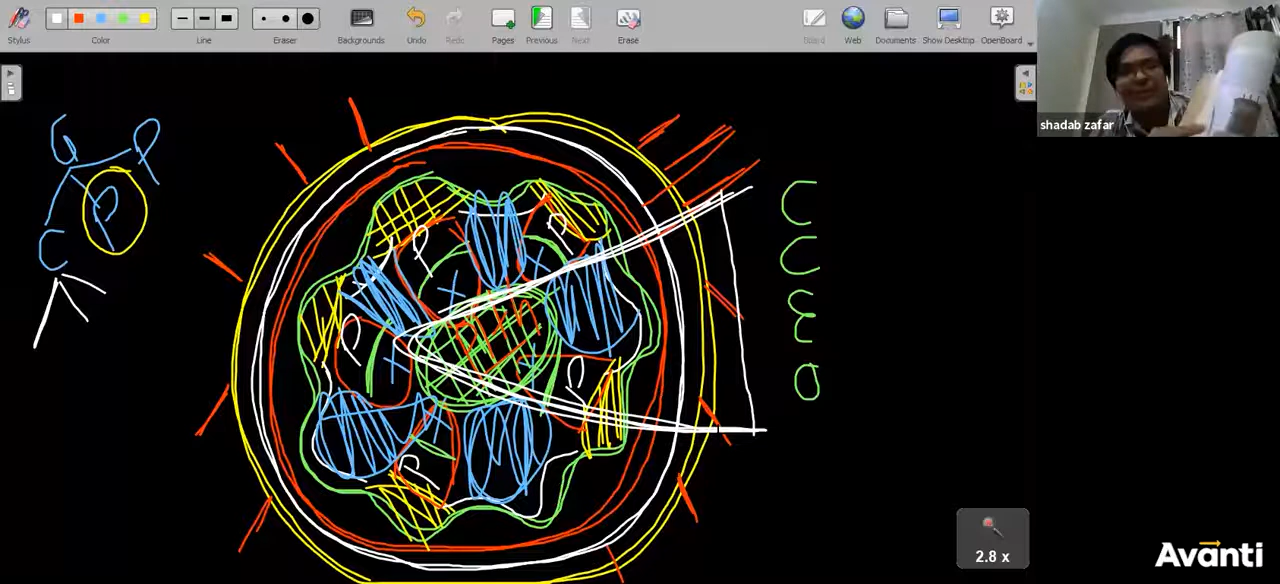 Stylus
Color
Line
Eraser
Backgrounds
Undo
Redo
Pages
Previous
Next
Erase
Board
Web
Documents
Show Desktop
OpenBoard
shadab zafar
G P
P
C
P P
P P
P
C
C
E
O
2.8 x
Avanti